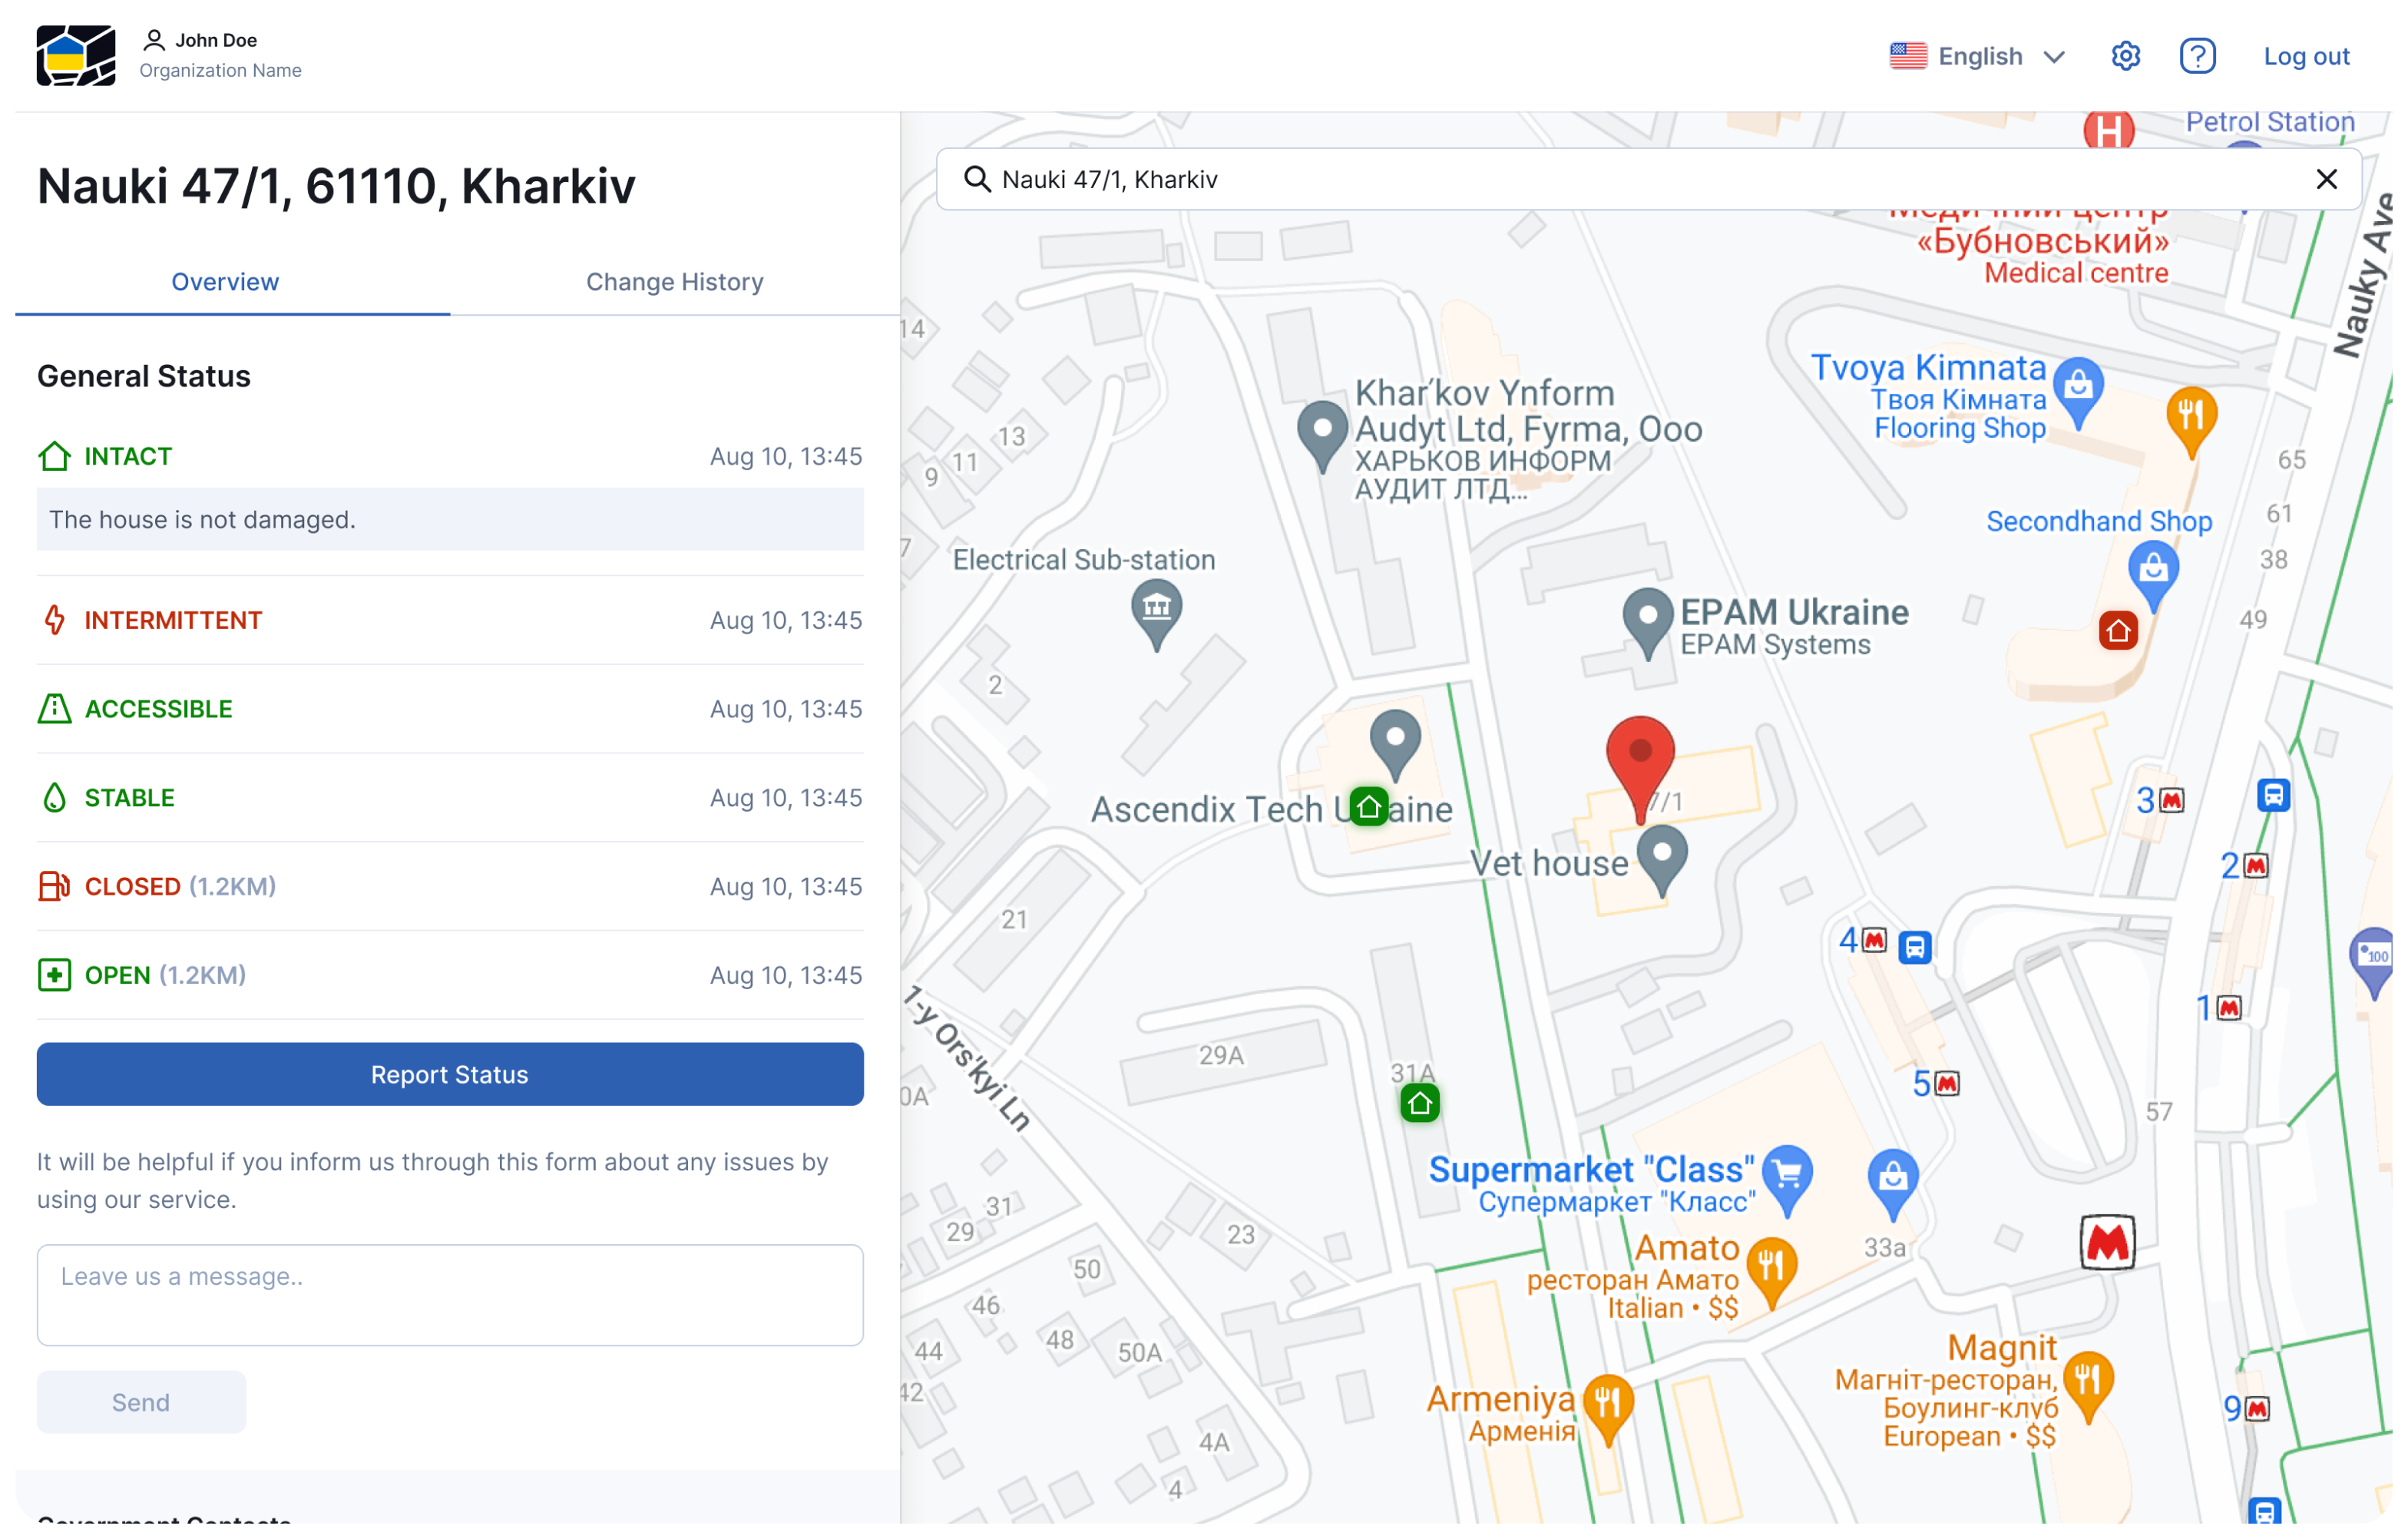 John Doe
Organization Name
English
Log out
Nauki 47/1, 61110, Kharkiv
Overview
Change History
General Status
INTACT
Aug 10, 13:45
The house is not damaged.
INTERMITTENT
Aug 10, 13:45
ACCESSIBLE
Aug 10, 13:45
STABLE
Aug 10, 13:45
CLOSED (1.2KM)
Aug 10, 13:45
OPEN (1.2KM)
Aug 10, 13:45
Report Status
It will be helpful if you inform us through this form about any issues by
using our service.
Leave us a message..
Send
Government Contacts
Nauki 47/1, Kharkiv
H
Petrol Station
Медичний центр
«Бубновський»
Medical centre
Nauky Ave
14
13
11
9
7
Khar'kov Ynform
Audyt Ltd, Fyrma, Ooo
ХАРЬКОВ ИНФОРМ
АУДИТ ЛТД...
Tvoya Kimnata
Твоя Кімната
Flooring Shop
65
61
Secondhand Shop
38
49
Electrical Sub-station
EPAM Ukraine
EPAM Systems
2
Ascendix Tech U aine
7/1
Vet house
3
2
4
100
1
21
1-y Ors'kyi Ln
29A
31A
0A
5
57
Supermarket "Class"
Супермаркет "Класс"
31
29
23
50
Amato
ресторан Амато
Italian • $$
33a
46
48
50A
44
42
Magnit
Магніт-ресторан,
Боулинг-клуб
European • $$
Armeniya
Арменія
9
4A
4